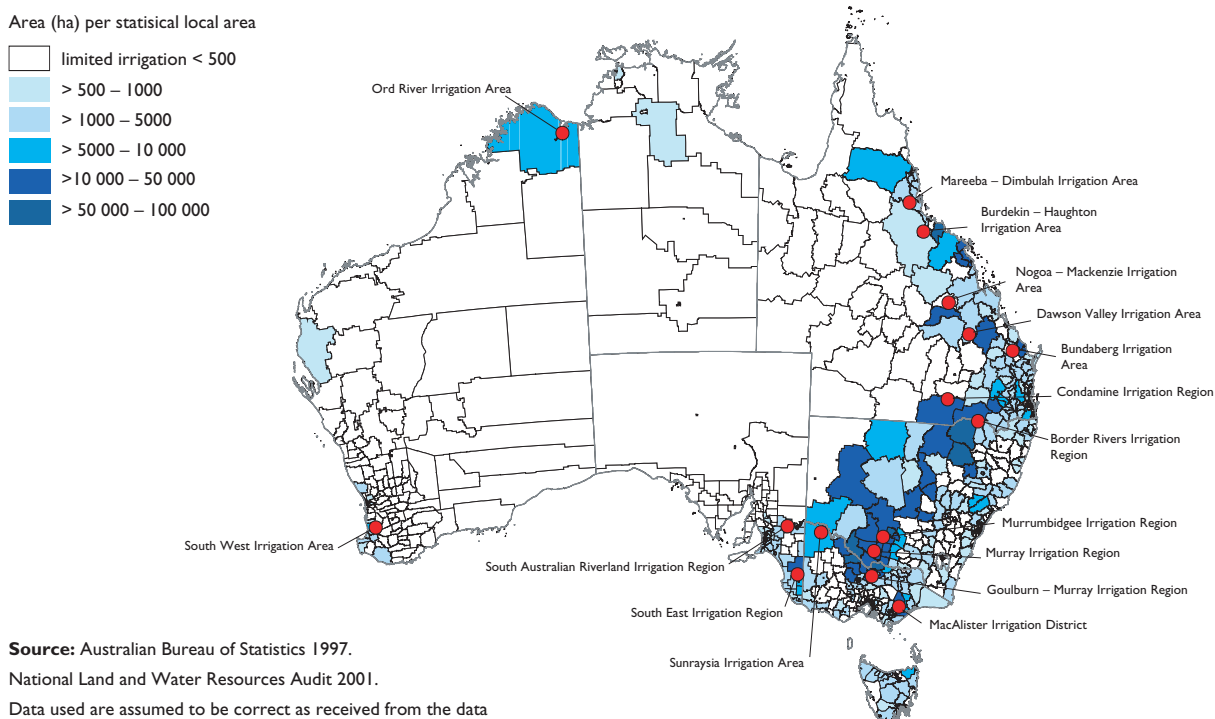 Area (ha) per statisical local area
limited irrigation < 500
> 500 – 1000
> 1000 – 5000
> 5000 – 10 000
>10 000 – 50 000
> 50 000 – 100 000
Ord River Irrigation Area
Mareeba – Dimbulah Irrigation Area
Burdekin – Haughton
Irrigation Area
Nogoa – Mackenzie Irrigation
Area
Dawson Valley Irrigation Area
Bundaberg Irrigation
Area
Condamine Irrigation Region
Border Rivers Irrigation
Region
Murrumbidgee Irrigation Region
Murray Irrigation Region
Goulburn – Murray Irrigation Region
MacAlister Irrigation District
South West Irrigation Area
South Australian Riverland Irrigation Region
South East Irrigation Region
Sunraysia Irrigation Area
Source: Australian Bureau of Statistics 1997.
National Land and Water Resources Audit 2001.
Data used are assumed to be correct as received from the data